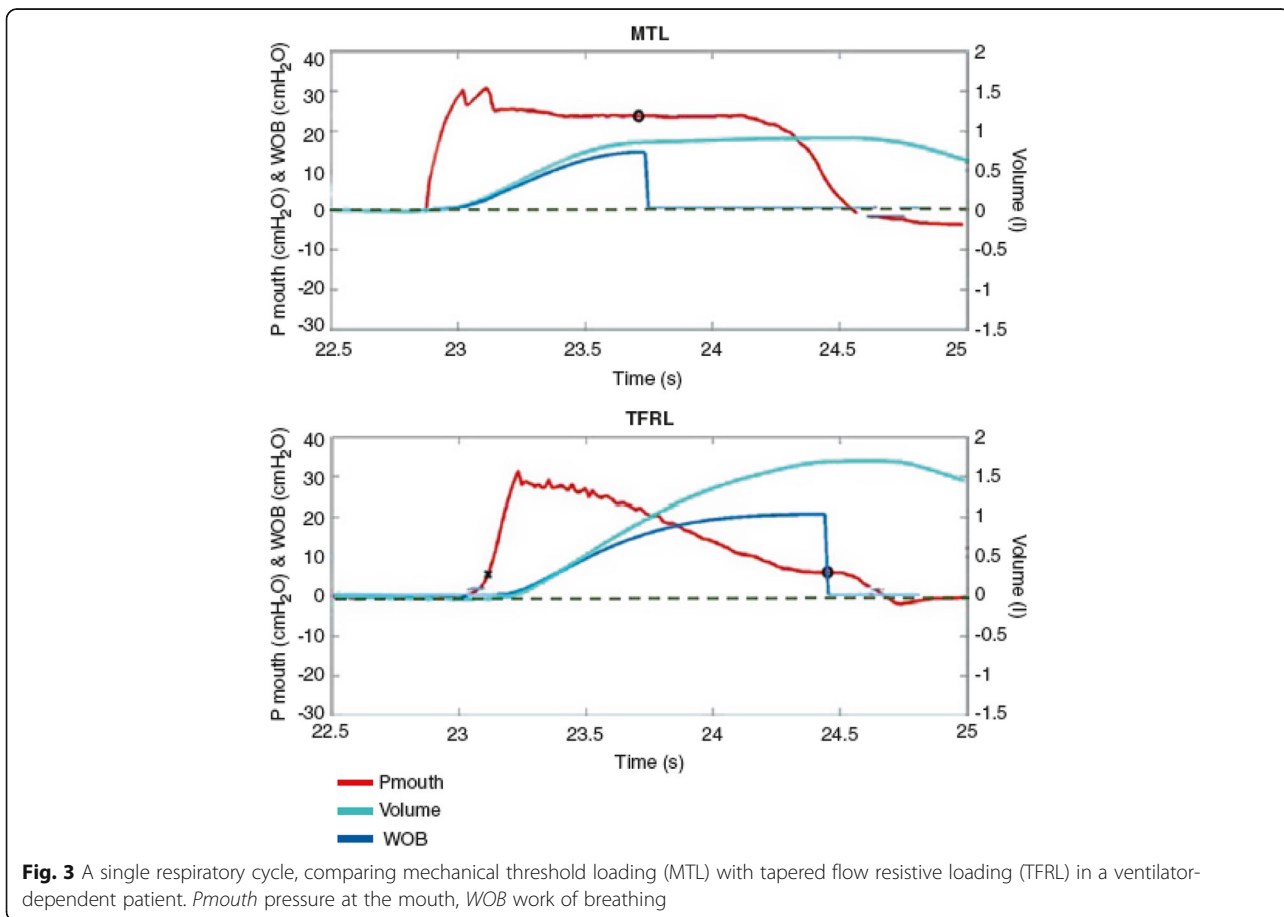 MTL
P mouth (cmH2O) & WOB (cmH2O)
40
30
20
10
0
-10
-20
-30
2
1.5
1
0.5
0
-0.5
-1
-1.5
Volume (l)
22.5 23 23.5 24 24.5 25
Time (s)
TFRL
P mouth (cmH2O) & WOB (cmH2O)
40
30
20
10
0
-10
-20
-30
2
1.5
1
0.5
0
-0.5
-1
-1.5
Volume (l)
22.5 23 23.5 24 24.5 25
Time (s)
Pmouth
Volume
WOB
Fig. 3 A single respiratory cycle, comparing mechanical threshold loading (MTL) with tapered flow resistive loading (TFRL) in a ventilator-
dependent patient. Pmouth pressure at the mouth, WOB work of breathing